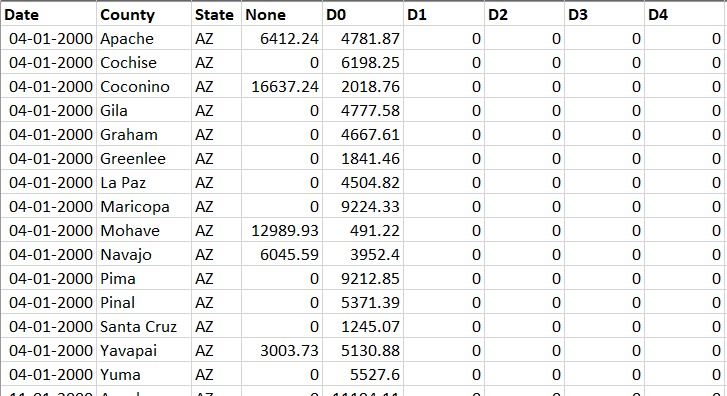 Date County State None D0 D1 D2 D3 D4
04-01-2000 Apache AZ 6412.24 4781.87 0 0 0 0
04-01-2000 Cochise AZ 0 6198.25 0 0 0 0
04-01-2000 Coconino AZ 16637.24 2018.76 0 0 0 0
04-01-2000 Gila AZ 0 4777.58 0 0 0 0
04-01-2000 Graham AZ 0 4667.61 0 0 0 0
04-01-2000 Greenlee AZ 0 1841.46 0 0 0 0
04-01-2000 La Paz AZ 0 4504.82 0 0 0 0
04-01-2000 Maricopa AZ 0 9224.33 0 0 0 0
04-01-2000 Mohave AZ 12989.93 491.22 0 0 0 0
04-01-2000 Navajo AZ 6045.59 3952.4 0 0 0 0
04-01-2000 Pima AZ 0 9212.85 0 0 0 0
04-01-2000 Pinal AZ 0 5371.39 0 0 0 0
04-01-2000 Santa Cruz AZ 0 1245.07 0 0 0 0
04-01-2000 Yavapai AZ 3003.73 5130.88 0 0 0 0
04-01-2000 Yuma AZ 0 5527.6 0 0 0 0